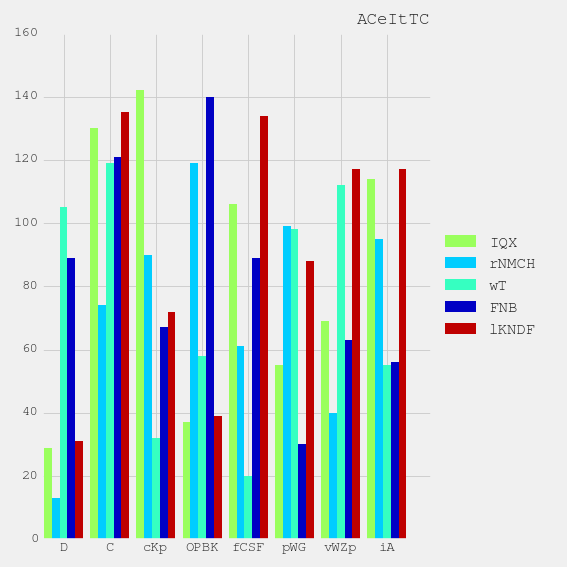 ACeItTC
160
140
120
100
80
60
40
20
0
D C cKp OPBK fCSF pWG vWZp iA
IQX
rNMCH
wT
FNB
lKNDF